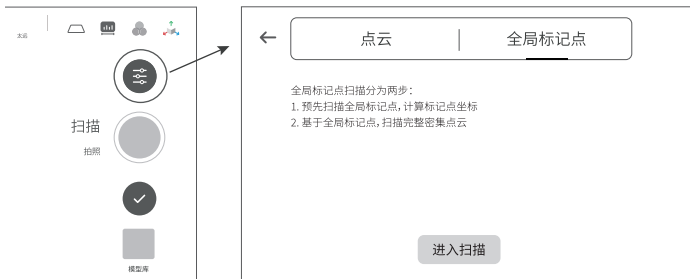 太近
扫描
拍照
模型库
点云
全局标记点
全局标记点扫描分为两步：
1. 预先扫描全局标记点，计算标记点坐标
2. 基于全局标记点，扫描完整密集点云
进入扫描